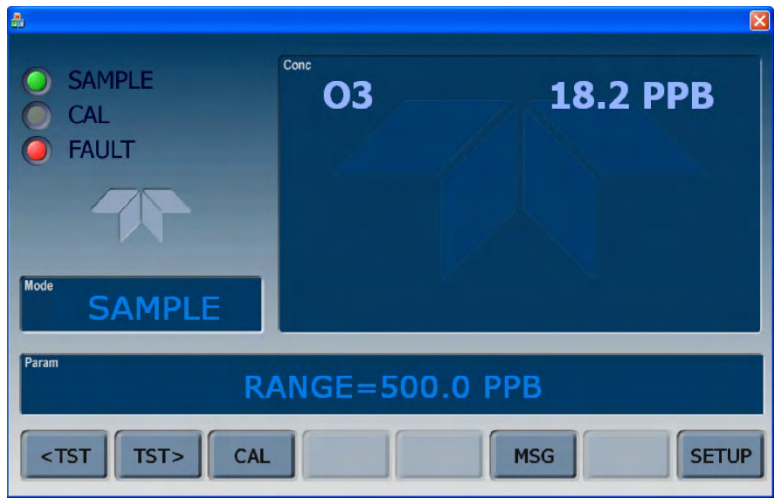 SAMPLE
CAL
FAULT
Conc
O3 18.2 PPB
Mode
SAMPLE
Param
RANGE=500.0 PPB
<TST TST> CAL MSG SETUP